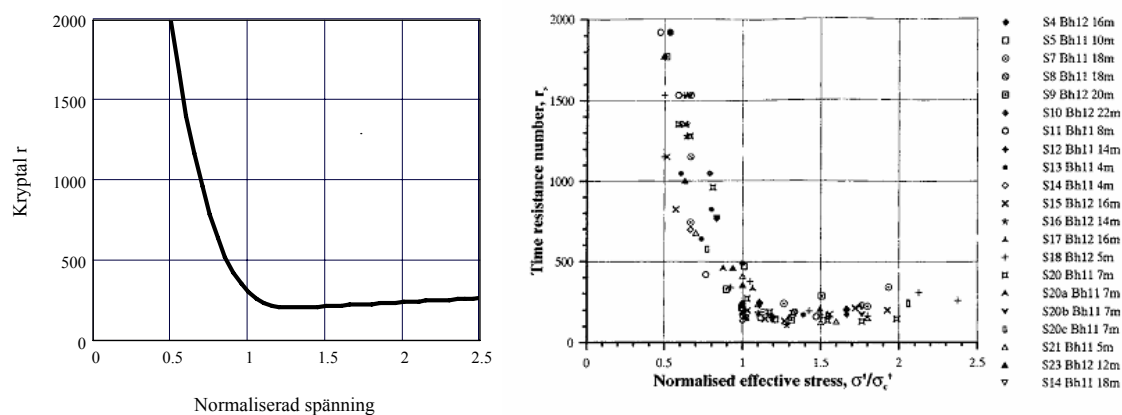 2000
1500
1000
500
0
0
0.5
1.0
1.5
2.0
2.5
Kryptal r
Normaliserad spänning
2000
1500
1000
500
0
0
0.5
1.0
1.5
2.0
2.5
Time resistance number, rs
Normalised effective stress, σ'/σc'
S4 Bh12 16m
S5 Bh11 10m
S7 Bh11 18m
S8 Bh11 18m
S9 Bh12 20m
S10 Bh12 22m
S11 Bh11 8m
S12 Bh11 14m
S13 Bh11 4m
S14 Bh11 4m
S15 Bh12 16m
S16 Bh12 14m
S17 Bh12 16m
S18 Bh12 5m
S20 Bh11 7m
S20a Bh11 7m
S20b Bh11 7m
S20c Bh11 7m
S21 Bh11 5m
S23 Bh12 12m
S14 Bh11 18m